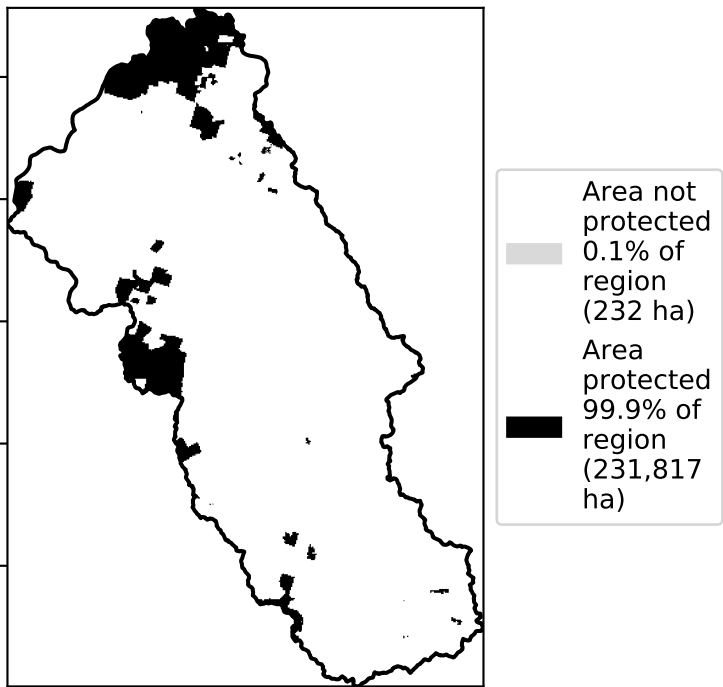 Area not
protected
0.1% of
region
(232 ha)
Area
protected
99.9% of
region
(231,817
ha)